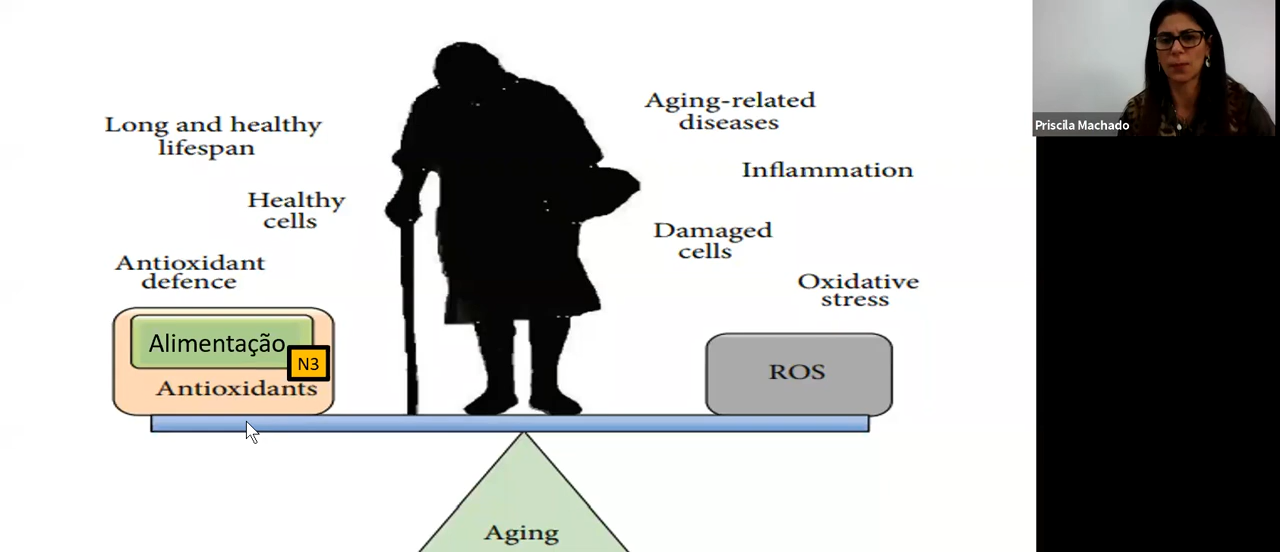 Long and healthy
lifespan
Healthy
cells
Antioxidant
defence
Alimentação
N3
Antioxidants
Aging-related
diseases
Inflammation
Damaged
cells
Oxidative
stress
ROS
Aging
Priscila Machado